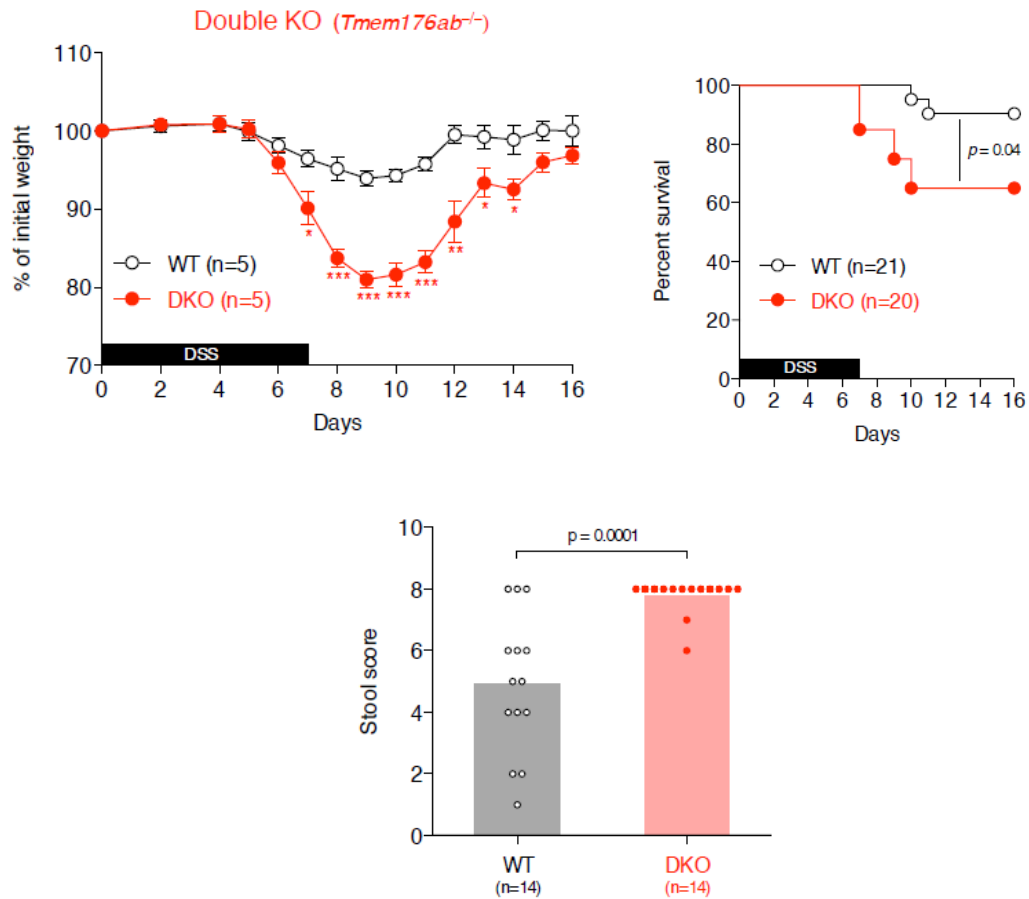 Double KO (Tmem176ab–/–)
110
100
90
80
70
% of initial weight
WT (n=5)
DKO (n=5)
DSS
0 2 4 6 8 10 12 14 16
Days
* *** *** *** *** ** * *
100
80
60
40
20
0
Percent survival
p = 0.04
WT (n=21)
DKO (n=20)
DSS
0 2 4 6 8 10 12 14 16
Days
10
8
6
4
2
0
Stool score
p = 0.0001
WT
(n=14)
DKO
(n=14)